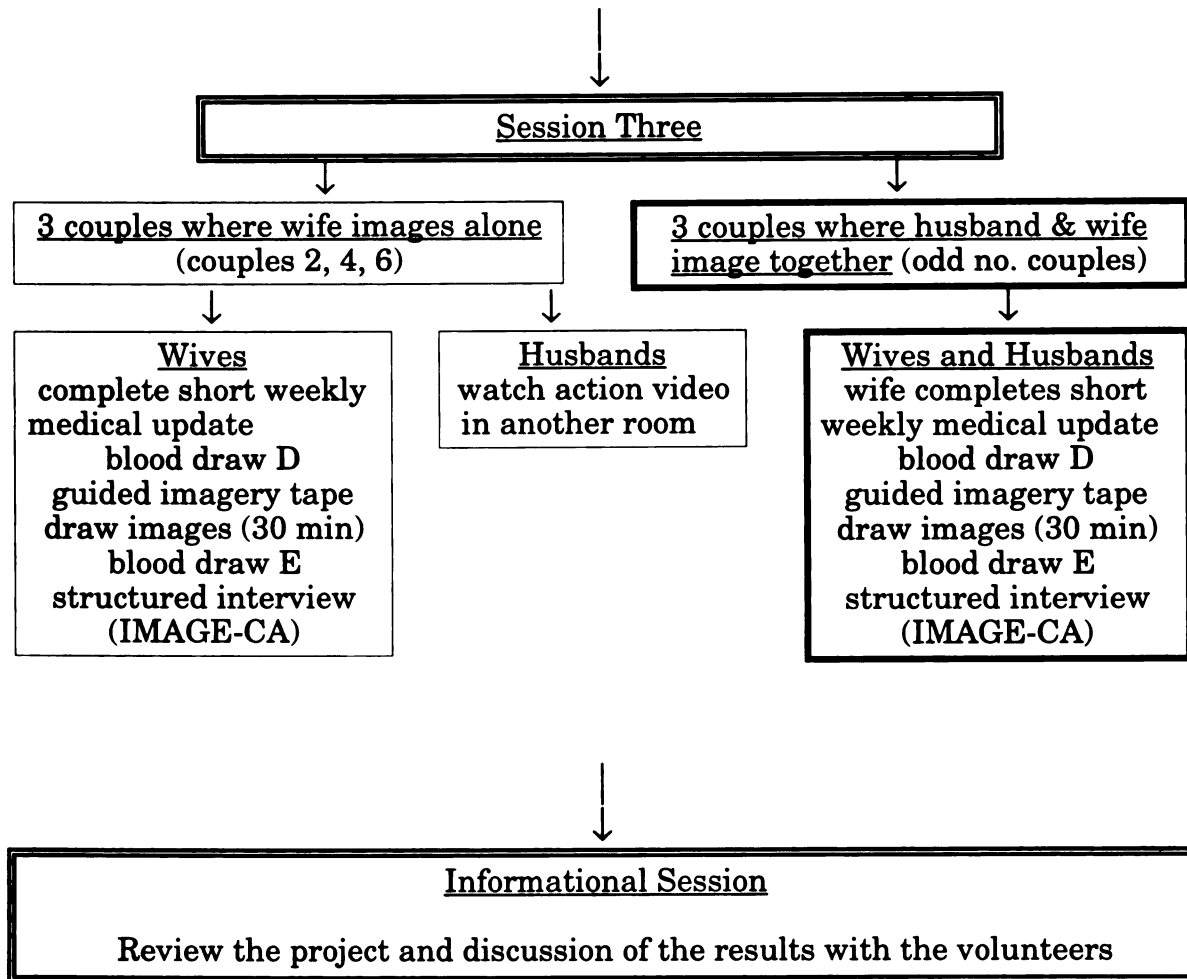 Session Three
3 couples where wife images alone
(couples 2, 4, 6)
3 couples where husband & wife
image together (odd no. couples)
Wives
complete short weekly
medical update
blood draw D
guided imagery tape
draw images (30 min)
blood draw E
structured interview
(IMAGE-CA)
Husbands
watch action video
in another room
Wives and Husbands
wife completes short
weekly medical update
blood draw D
guided imagery tape
draw images (30 min)
blood draw E
structured interview
(IMAGE-CA)
Informational Session
Review the project and discussion of the results with the volunteers